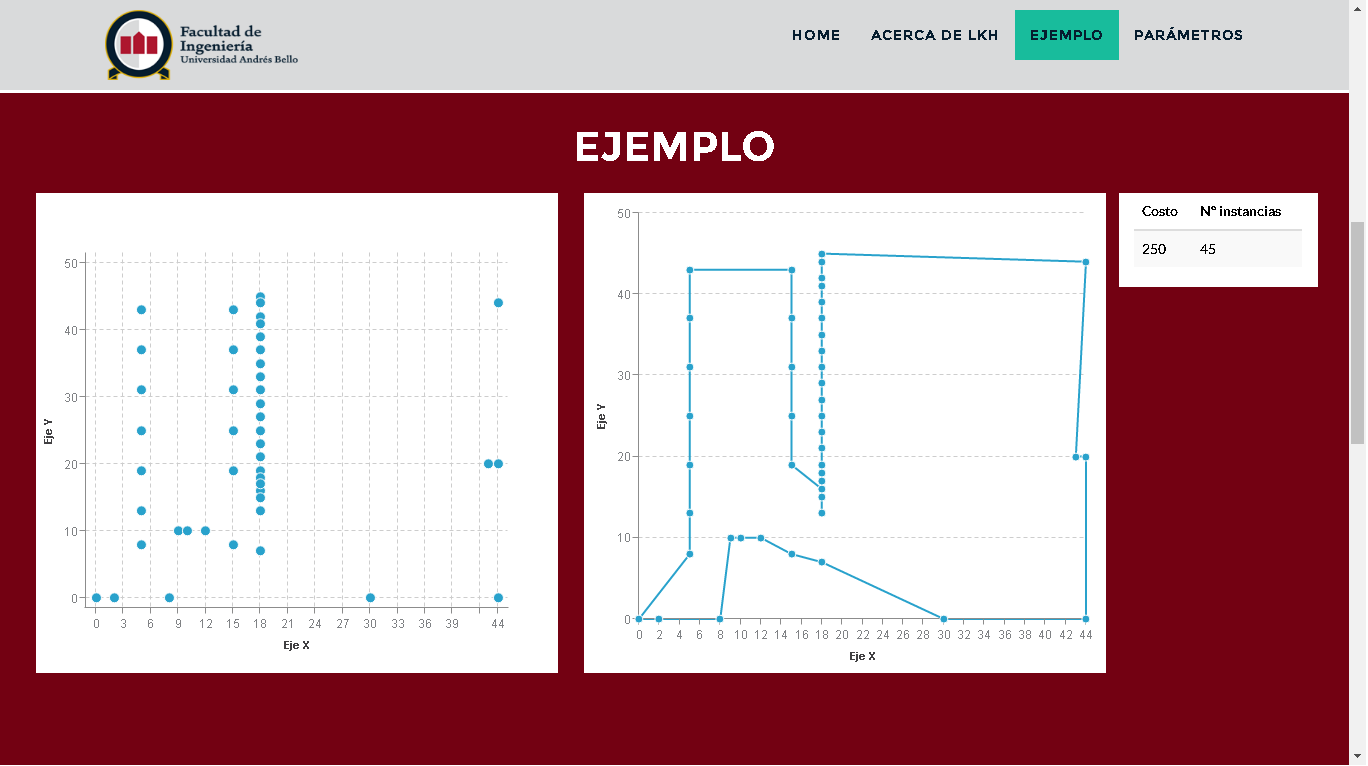 Facultad de
Ingeniería
Universidad Andrés Bello
HOME ACERCA DE LKH EJEMPLO PARÁMETROS
EJEMPLO
50
40
30
20
10
0
Eje Y
0 3 6 9 12 15 18 21 24 27 30 33 36 39 44
Eje X
50
40
30
20
10
0
Eje Y
0 2 4 6 8 10 12 14 16 18 20 22 24 26 28 30 32 34 36 38 40 42 44
Eje X
Costo Nº instancias
250 45